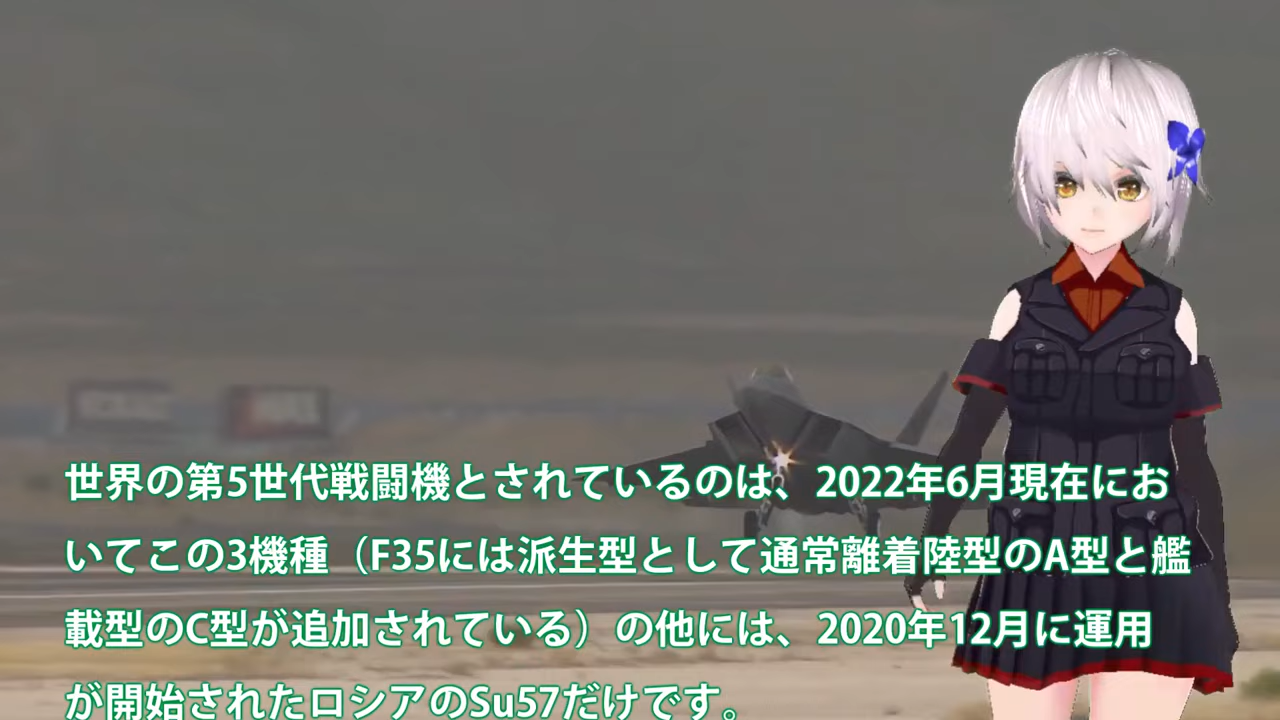 世界の第5世代戦闘機とされているのは、2022年6月現在にお
いてこの3機種（F35には派生型として通常離着陸型のA型と艦
載型のC型が追加されている）の他には、2020年12月に運用
が開始されたロシアのSu57だけです。